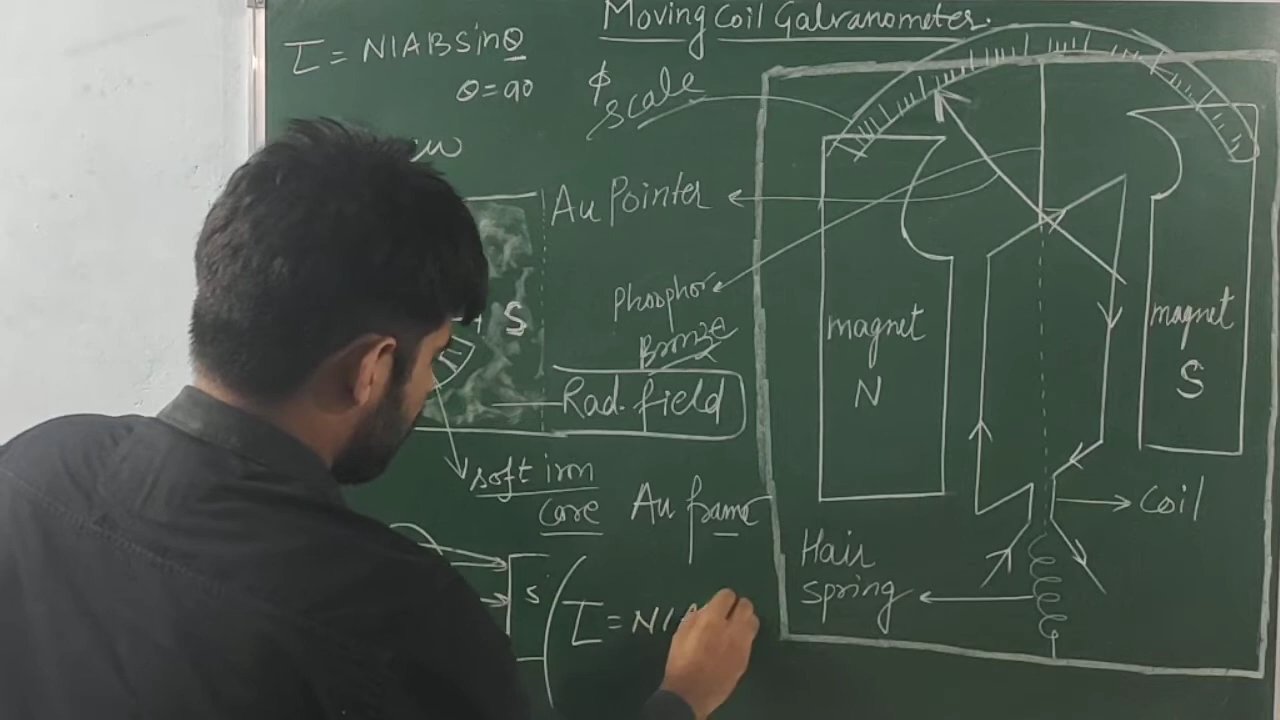 Moving Coil Galvanometer.
τ = NIABsinθ
θ = 90
ϕ
scale
Au Pointer
Phosphor
Bronze
S
Rad. field
soft iron
core
Au frame
magnet
N
magnet
S
Coil
Hair
spring
S
τ = NIA